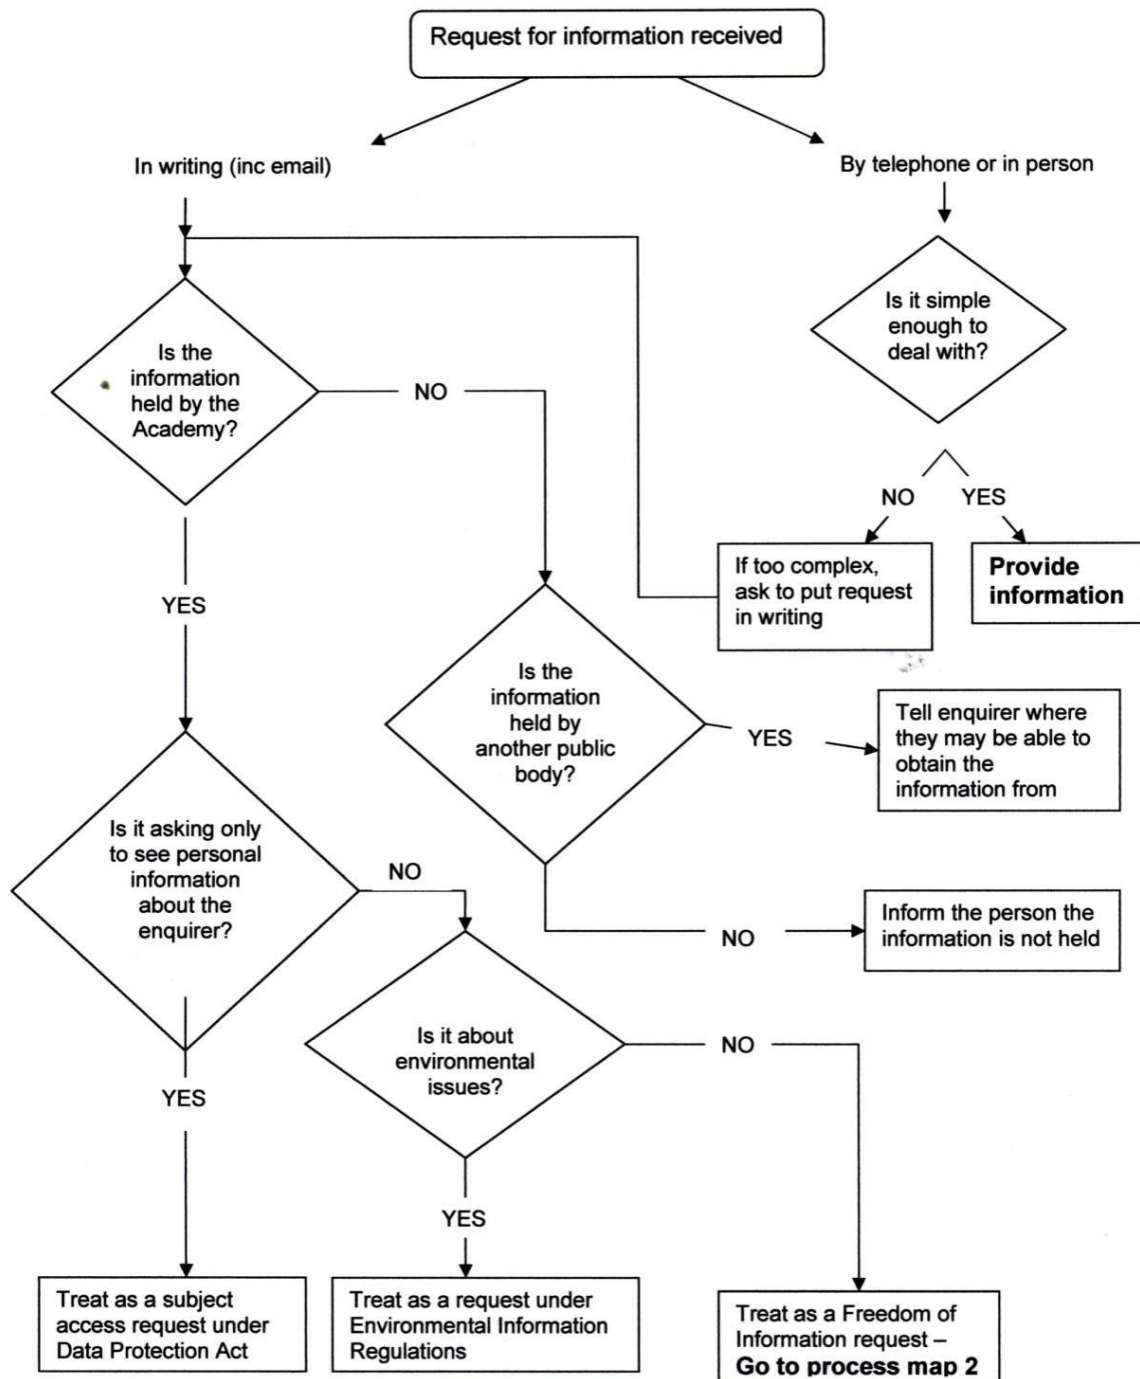 Request for information received
In writing (inc email)
By telephone or in person
Is it simple
enough to
deal with?
Is the
information
held by the
Academy?
NO
NO
YES
If too complex,
ask to put request
in writing
Provide
information
YES
Is the
information
held by
another public
body?
YES
Tell enquirer where
they may be able to
obtain the
information from
Is it asking only
to see personal
information
about the
enquirer?
NO
NO
Inform the person the
information is not held
Is it about
environmental
issues?
NO
YES
YES
Treat as a subject
access request under
Data Protection Act
Treat as a request under
Environmental Information
Regulations
Treat as a Freedom of
Information request –
Go to process map 2